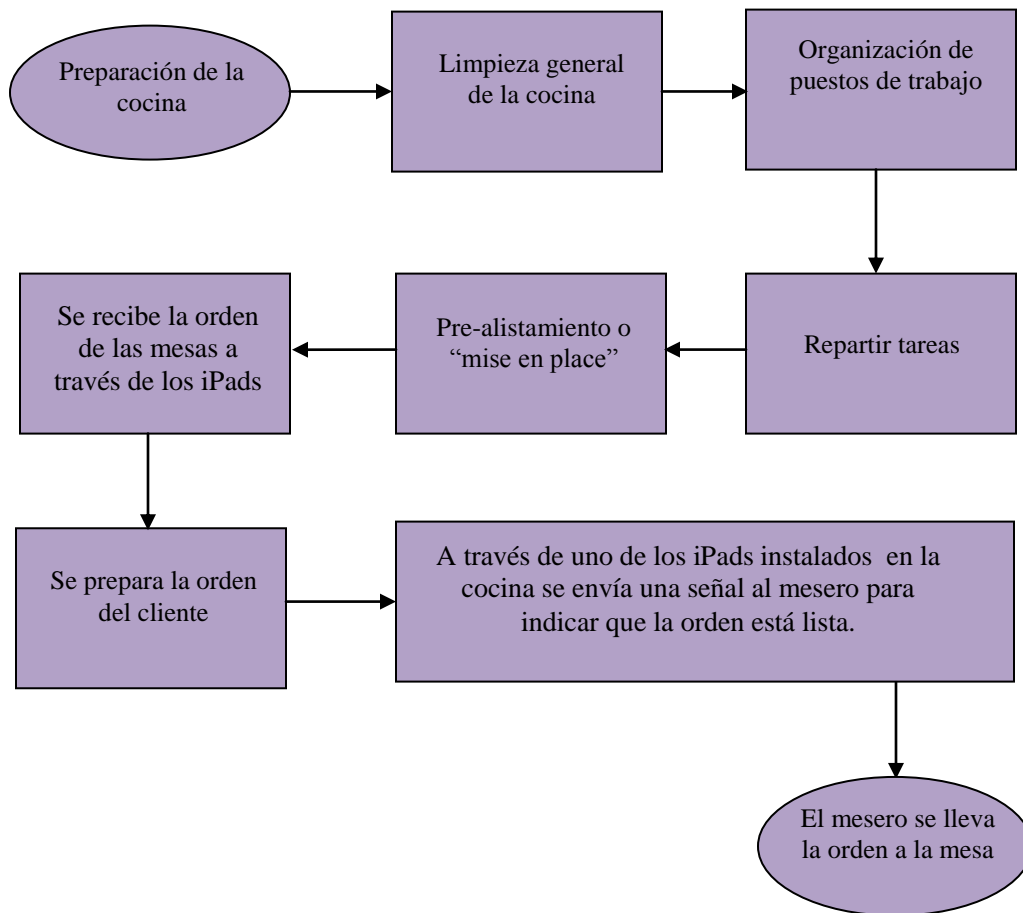 Preparación de la
cocina
Limpieza general
de la cocina
Organización de
puestos de trabajo
Repartir tareas
Pre-alistamiento o
“mise en place”
Se recibe la orden
de las mesas a
través de los iPads
Se prepara la orden
del cliente
A través de uno de los iPads instalados  en la
cocina se envía una señal al mesero para
indicar que la orden está lista.
El mesero se lleva
la orden a la mesa